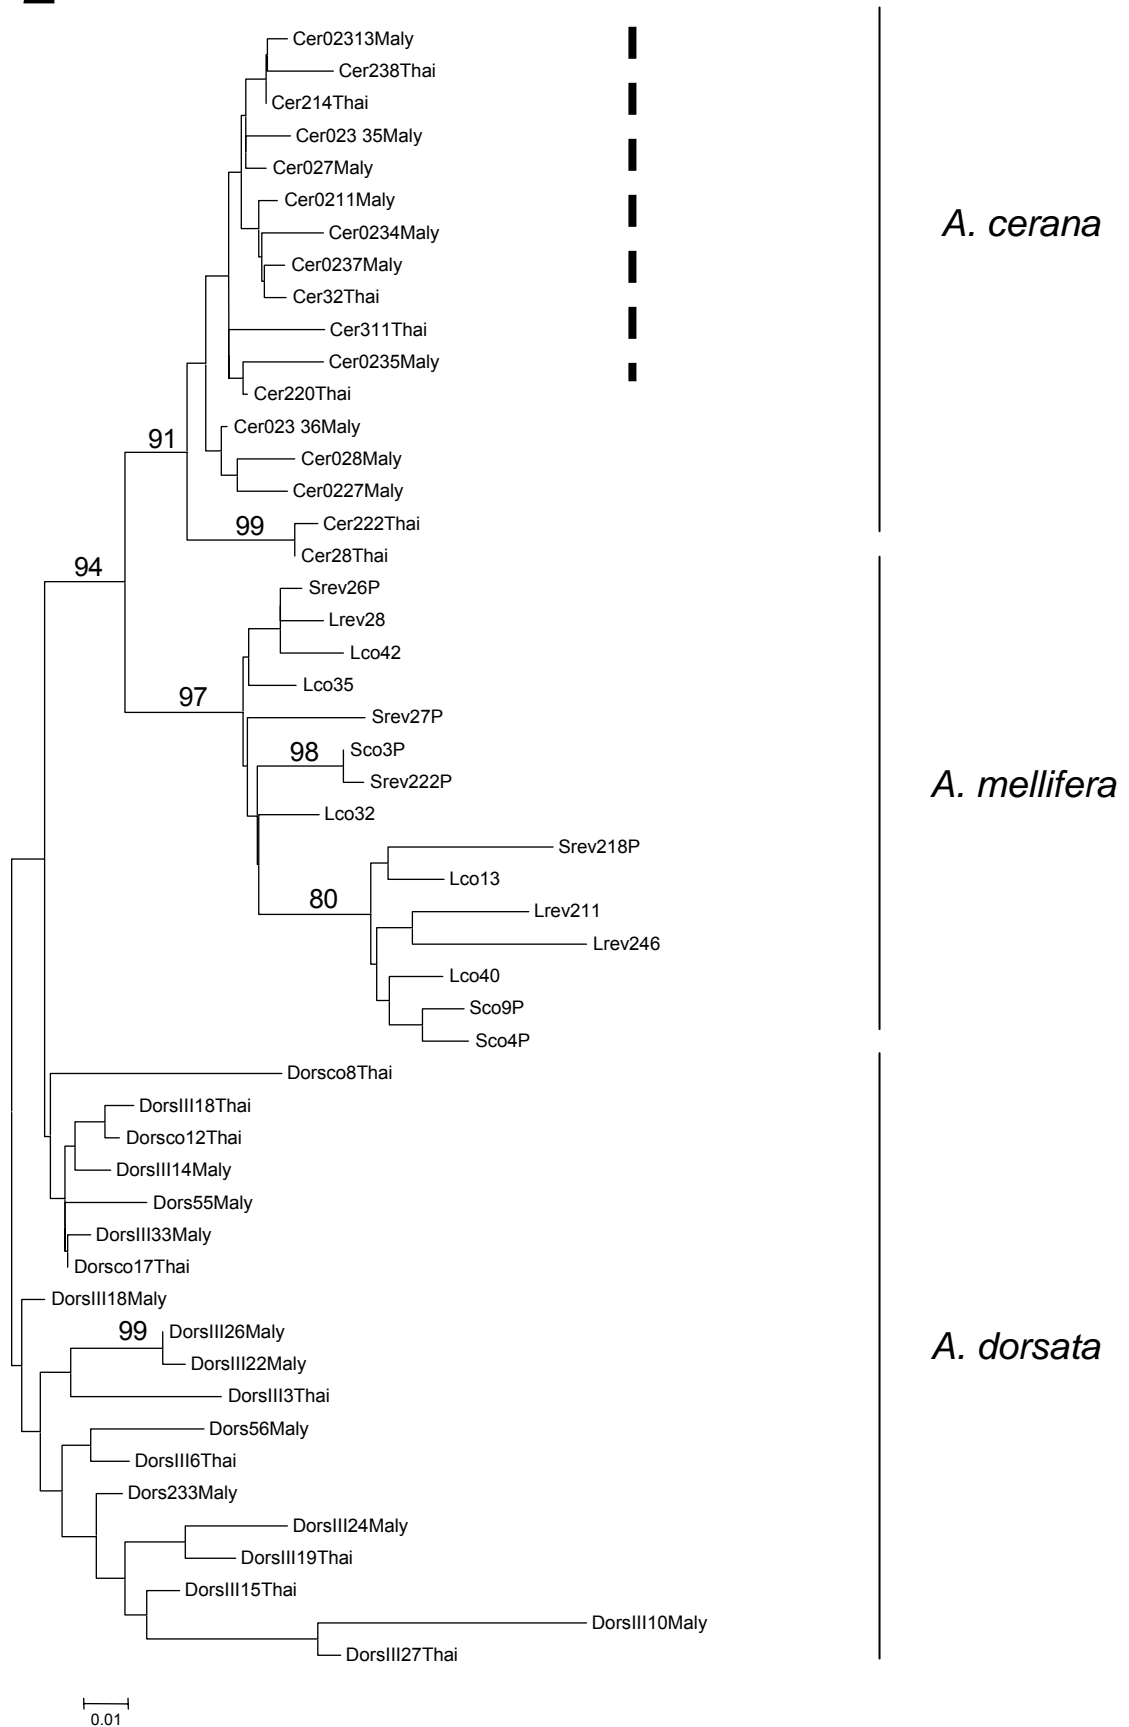 Cer02313Maly
Cer238Thai
Cer214Thai
Cer023 35Maly
Cer027Maly
Cer0211Maly
A. cerana
Cer0234Maly
Cer0237Maly
Cer32Thai
Cer311Thai
Cer0235Maly
Cer220Thai
Cer023 36Maly
91
Cer028Maly
Cer0227Maly
99
Cer222Thai
Cer28Thai
94
Srev26P
Lrev28
Lco42
Lco35
97
Srev27P
98
Sco3P
Srev222P
A. mellifera
Lco32
Srev218P
Lco13
80
Lrev211
Lrev246
Lco40
Sco9P
Sco4P
Dorsco8Thai
DorsIII18Thai
Dorsco12Thai
DorsIII14Maly
Dors55Maly
DorsIII33Maly
Dorsco17Thai
DorsIII18Maly
99
DorsIII26Maly
A. dorsata
DorsIII22Maly
DorsIII3Thai
Dors56Maly
DorsIII6Thai
Dors233Maly
DorsIII24Maly
DorsIII19Thai
DorsIII15Thai
DorsIII10Maly
DorsIII27Thai
0.01